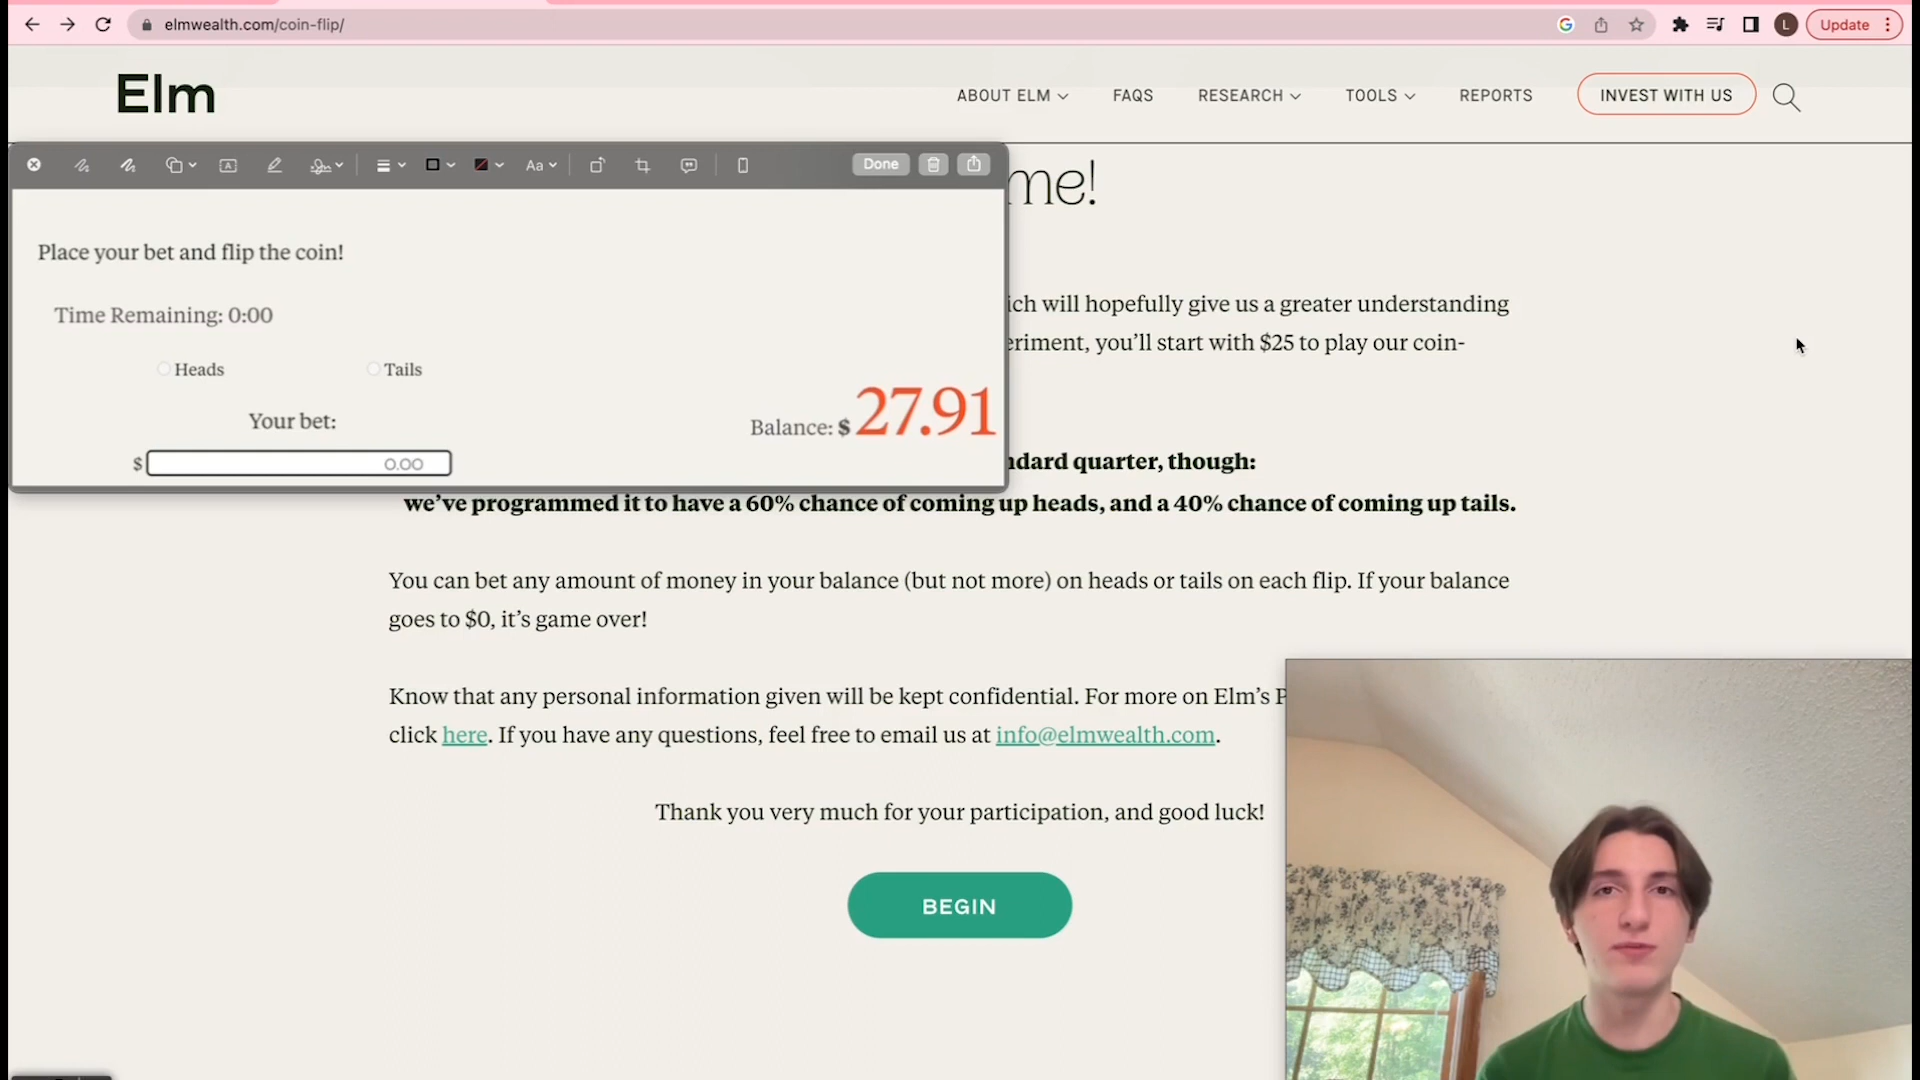 elmwealth.com/coin-flip/
L
Update
Elm
ABOUT ELM
FAQS
RESEARCH
TOOLS
REPORTS
INVEST WITH US
Aa
Done
me!
Place your bet and flip the coin!
Time Remaining: 0:00
Heads
Tails
Your bet:
$ 0.00
Balance: $ 27.91
will hopefully give us a greater understanding
you'll start with $25 to play our coin-
quarter, though:
we've programmed it to have a 60% chance of coming up heads, and a 40% chance of coming up tails.
You can bet any amount of money in your balance (but not more) on heads or tails on each flip. If your balance
goes to $0, it's game over!
Know that any personal information given will be kept confidential. For more on Elm's P
click here. If you have any questions, feel free to email us at info@elmwealth.com.
Thank you very much for your participation, and good luck!
BEGIN